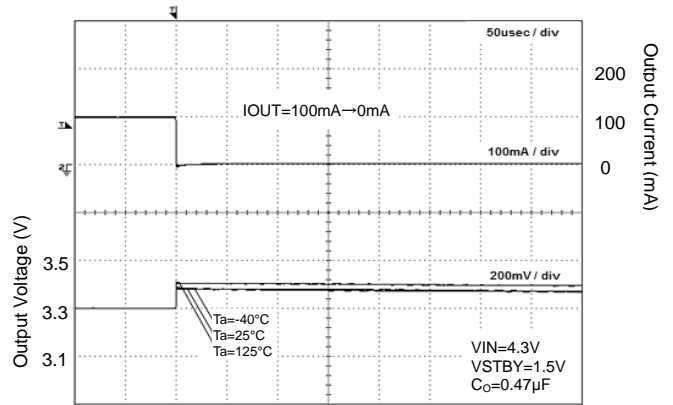 50usec / div
200
IOUT=100mA→0mA
100
100mA / div
0
Output Current (mA)
Output Voltage (V)
3.5
200mV / div
3.3
Ta=-40°C
Ta=25°C
Ta=125°C
3.1
VIN=4.3V
VSTBY=1.5V
CO=0.47µF